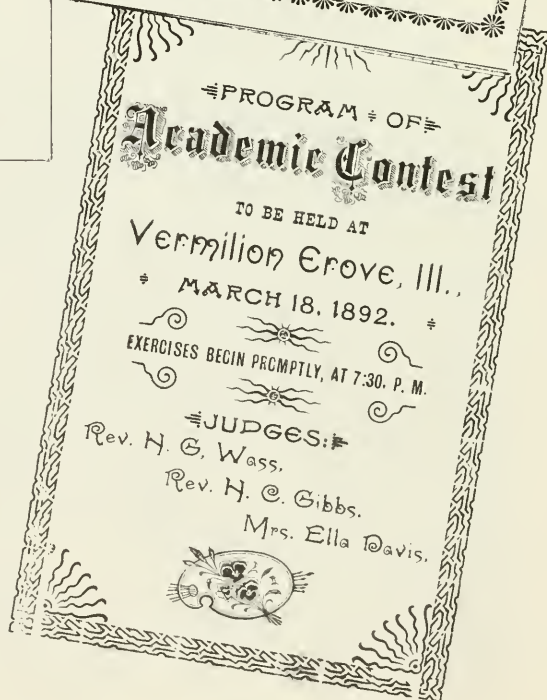 PROGRAM OF
Academic Contest
TO BE HELD AT
Vermilion Grove, Ill.,
MARCH 18, 1892.
EXERCISES BEGIN PROMPTLY, AT 7:30. P. M.
JUDGES:
Rev. H. G. Wass,
Rev. H. C. Gibbs.
Mrs. Ella Davis.